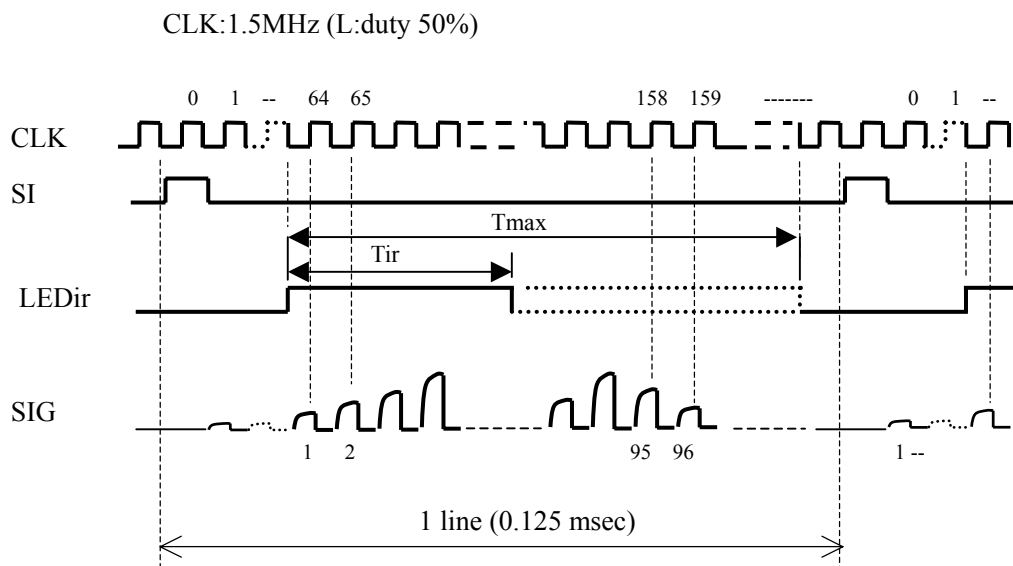 CLK:1.5MHz (L:duty 50%)
0 1 -- 64 65 158 159 ------- 0 1 --
CLK
SI
Tmax
Tir
LEDir
SIG
1 2 95 96 1 --
1 line (0.125 msec)